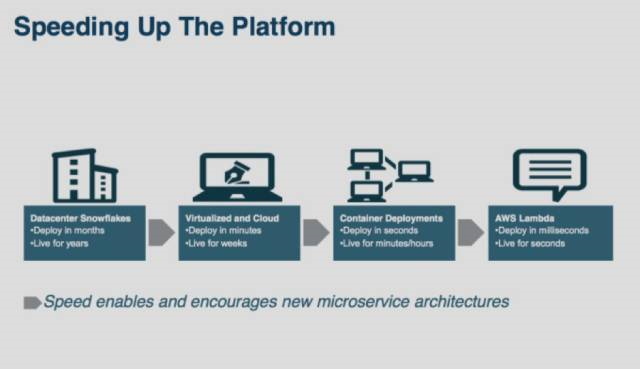 Speeding Up The Platform
Datacenter Snowflakes
•Deploy in months
•Live for years
Virtualized and Cloud
•Deploy in minutes
•Live for weeks
Container Deployments
•Deploy in seconds
•Live for minutes/hours
AWS Lambda
•Deploy in milliseconds
•Live for seconds
Speed enables and encourages new microservice architectures